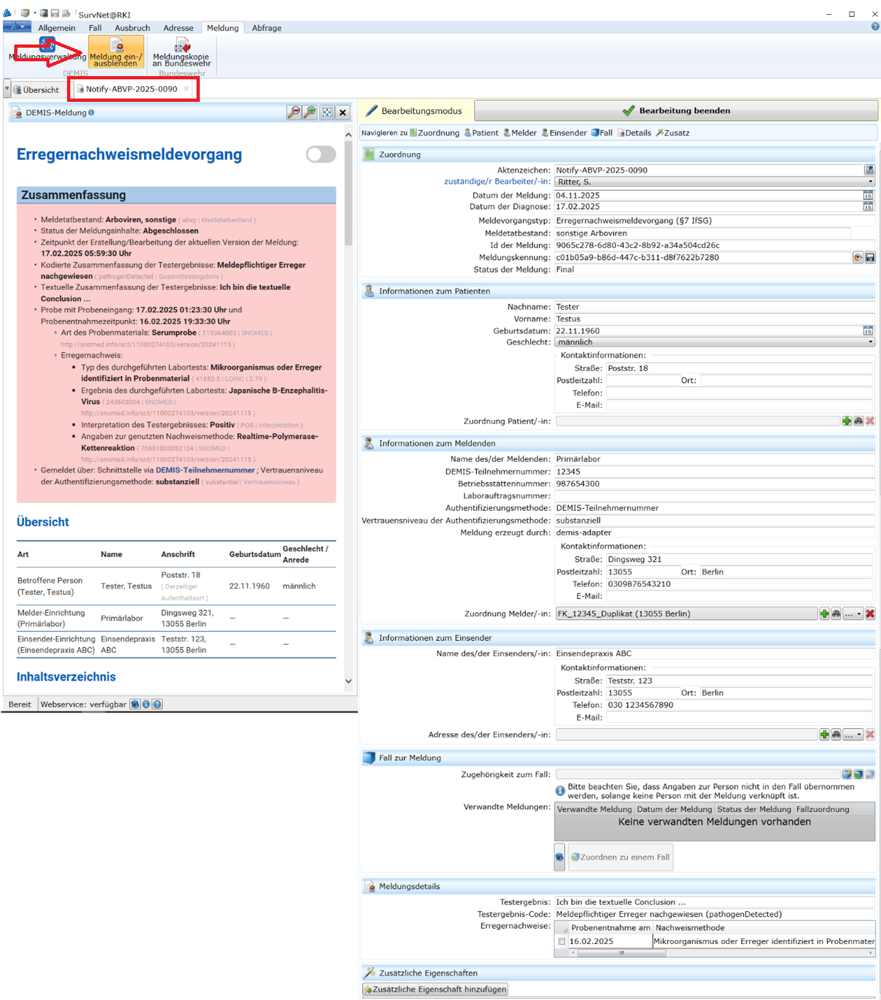 SurvNet@RKI
Allgemein Fall Ausbruch Adresse Meldung Abfrage
Meldungsverwaltung Meldung ein-/ausblenden Meldungskopie an Bundeswehr
DEMIS Bundeswehr
Übersicht Notify-ABVP-2025-0090
DEMIS-Meldung
Erregernachweismeldevorgang
Zusammenfassung
Meldetatbestand: Arboviren, sonstige ( abvp | Meldetatbestand )
Status der Meldungsinhalte: Abgeschlossen
Zeitpunkt der Erstellung/Bearbeitung der aktuellen Version der Meldung:
17.02.2025 05:59:30 Uhr
Kodierte Zusammenfassung der Testergebnisse: Meldepflichtiger Erreger
nachgewiesen ( pathogenDetected | Gesamttestergebnis )
Textuelle Zusammenfassung der Testergebnisse: Ich bin die textuelle
Conclusion ...
Probe mit Probeneingang: 17.02.2025 01:23:30 Uhr und
Probenentnahmezeitpunkt: 16.02.2025 19:33:30 Uhr
Art des Probenmaterials: Serumprobe ( 119364003 | SNOMED |
http://snomed.info/sct/11000274103/version/20241115 )
Erregernachweis:
Typ des durchgeführten Labortests: Mikroorganismus oder Erreger
identifiziert in Probenmaterial ( 41852-5 | LOINC | 2.79 )
Ergebnis des durchgeführten Labortests: Japanische B-Enzephalitis-
Virus ( 243603004 | SNOMED |
http://snomed.info/sct/11000274103/version/20241115 )
Interpretation des Testergebnisses: Positiv ( POS | Interpretation )
Angaben zur genutzten Nachweismethode: Realtime-Polymerase-
Kettenreaktion ( 70601000052104 | SNOMED |
http://snomed.info/sct/11000274103/version/20241115 )
Gemeldet über: Schnittstelle via DEMIS-Teilnehmernummer ; Vertrauensniveau
der Authentifizierungsmethode: substanziell ( substantial | Vertrauensniveau )
Übersicht
Art Name Anschrift Geburtsdatum Geschlecht / Anrede
Betroffene Person (Tester, Testus) Tester, Testus Poststr. 18 ( Derzeitiger Aufenthaltsort ) 22.11.1960 männlich
Melder-Einrichtung (Primärlabor) Primärlabor Dingsweg 321, 13055 Berlin — —
Einsender-Einrichtung (Einsendepraxis ABC) Einsendepraxis ABC Teststr. 123, 13055 Berlin — —
Inhaltsverzeichnis
Bereit Webservice: verfügbar
Bearbeitungsmodus Bearbeitung beenden
Navigieren zu Zuordnung Patient Melder Einsender Fall Details Zusatz
Zuordnung
Aktenzeichen: Notify-ABVP-2025-0090
zuständige/r Bearbeiter/-in: Ritter, S.
Datum der Meldung: 04.11.2025
Datum der Diagnose: 17.02.2025
Meldevorgangstyp: Erregernachweismeldevorgang (§7 IfSG)
Meldetatbestand: sonstige Arboviren
Id der Meldung: 9065c278-6d80-43c2-8b92-a34a504cd26c
Meldungskennung: c01b05a9-b86d-447c-b311-d8f7622b7280
Status der Meldung: Final
Informationen zum Patienten
Nachname: Tester
Vorname: Testus
Geburtsdatum: 22.11.1960
Geschlecht: männlich
Kontaktinformationen:
Straße: Poststr. 18
Postleitzahl: Ort:
Telefon:
E-Mail:
Zuordnung Patient/-in:
Informationen zum Meldenden
Name des/der Meldenden: Primärlabor
DEMIS-Teilnehmernummer: 12345
Betriebsstättennummer: 987654300
Laborauftragsnummer:
Authentifizierungsmethode: DEMIS-Teilnehmernummer
Vertrauensniveau der Authentifizierungsmethode: substanziell
Meldung erzeugt durch: demis-adapter
Kontaktinformationen:
Straße: Dingsweg 321
Postleitzahl: 13055 Ort: Berlin
Telefon: 0309876543210
E-Mail:
Zuordnung Melder/-in: FK_12345_Duplikat (13055 Berlin) ...
Informationen zum Einsender
Name des/der Einsenders/-in: Einsendepraxis ABC
Kontaktinformationen:
Straße: Teststr. 123
Postleitzahl: 13055 Ort: Berlin
Telefon: 030 1234567890
E-Mail:
Adresse des/der Einsenders/-in: ...
Fall zur Meldung
Zugehörigkeit zum Fall:
Bitte beachten Sie, dass Angaben zur Person nicht in den Fall übernommen
werden, solange keine Person mit der Meldung verknüpft ist.
Verwandte Meldungen: Verwandte Meldung Datum der Meldung Status der Meldung Fallzuordnung
Keine verwandten Meldungen vorhanden
Zuordnen zu einem Fall
Meldungsdetails
Testergebnis: Ich bin die textuelle Conclusion ...
Testergebnis-Code: Meldepflichtiger Erreger nachgewiesen (pathogenDetected)
Erregernachweise: Probenentnahme am Nachweismethode
16.02.2025 Mikroorganismus oder Erreger identifiziert in Probenmater
Zusätzliche Eigenschaften
Zusätzliche Eigenschaft hinzufügen